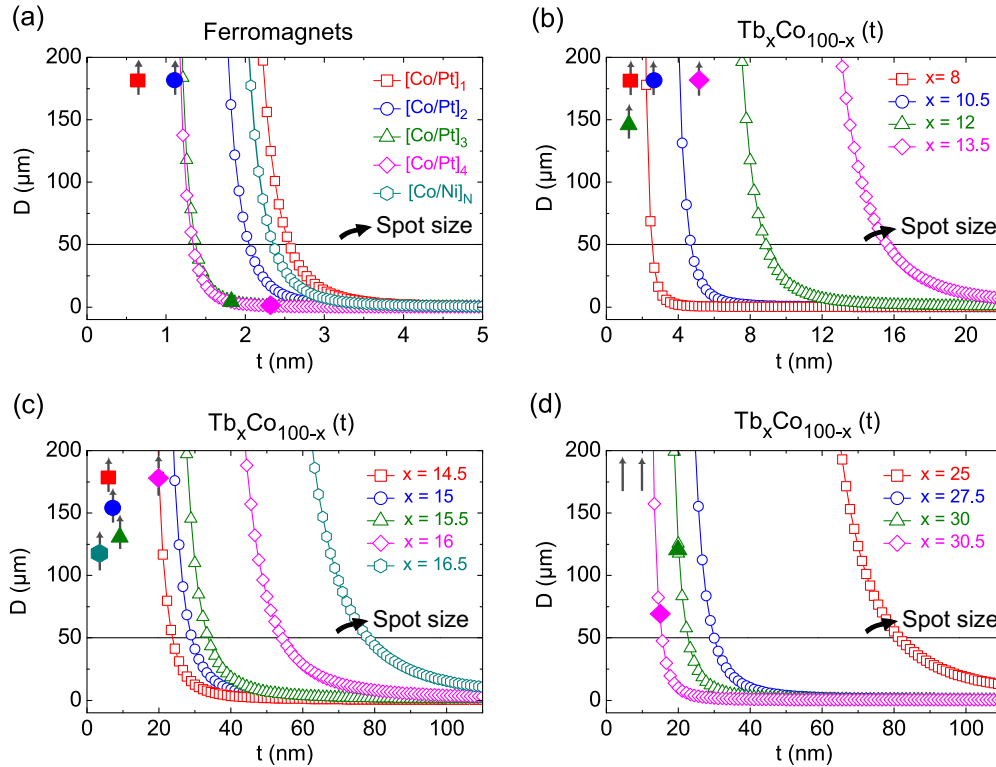 (a)
Ferromagnets
200
150
100
50
0
D (µm)
[Co/Pt]1
[Co/Pt]2
[Co/Pt]3
[Co/Pt]4
[Co/Ni]N
Spot size
0 1 2 3 4 5
t (nm)
(b)
TbxCo100-x (t)
200
150
100
50
0
D (µm)
x= 8
x = 10.5
x = 12
x = 13.5
Spot size
0 4 8 12 16 20
t (nm)
(c)
TbxCo100-x (t)
200
150
100
50
0
D (µm)
x = 14.5
x = 15
x = 15.5
x = 16
x = 16.5
Spot size
0 20 40 60 80 100
t (nm)
(d)
TbxCo100-x (t)
200
150
100
50
0
D (µm)
x = 25
x = 27.5
x = 30
x = 30.5
Spot size
0 20 40 60 80 100
t (nm)